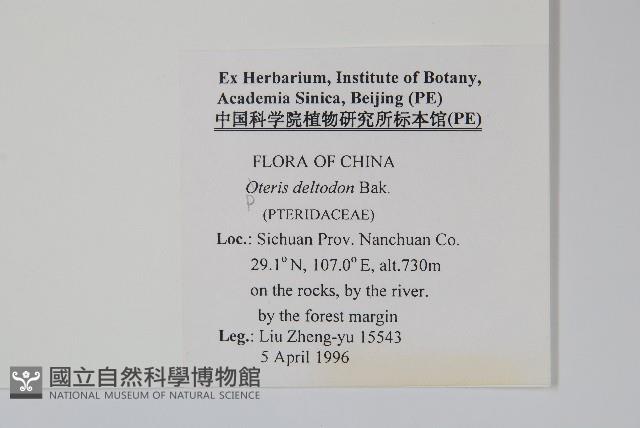 Ex Herbarium, Institute of Botany,
Academia Sinica, Beijing (PE)
中国科学院植物研究所标本馆(PE)
FLORA OF CHINA
Oteris deltodon Bak.
P
(PTERIDACEAE)
Loc.: Sichuan Prov. Nanchuan Co.
29.1° N, 107.0° E, alt.730m
on the rocks, by the river.
by the forest margin
Leg.: Liu Zheng-yu 15543
5 April 1996
國立自然科學博物館
NATIONAL MUSEUM OF NATURAL SCIENCE